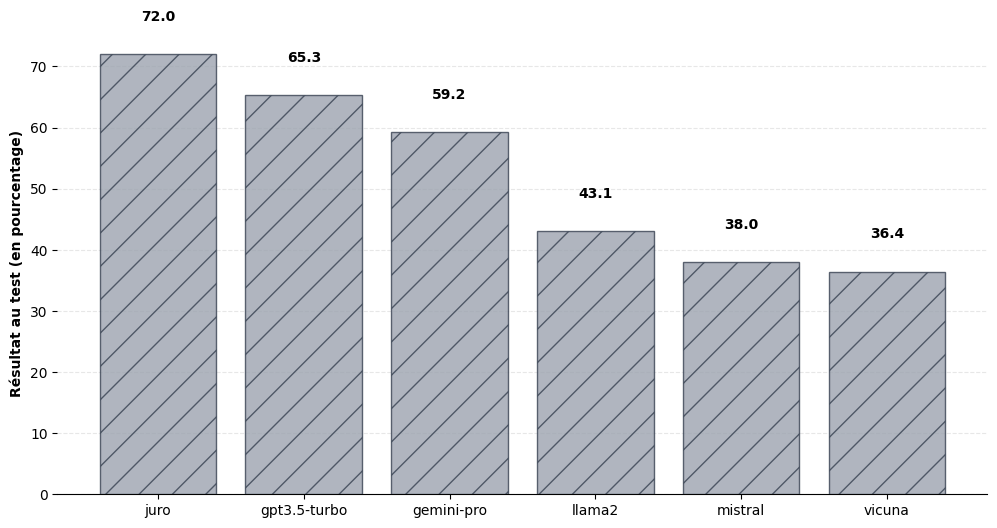 72.0
65.3
59.2
43.1
38.0
36.4
Résultat au test (en pourcentage)
70
60
50
40
30
20
10
0
juro
gpt3.5-turbo
gemini-pro
llama2
mistral
vicuna